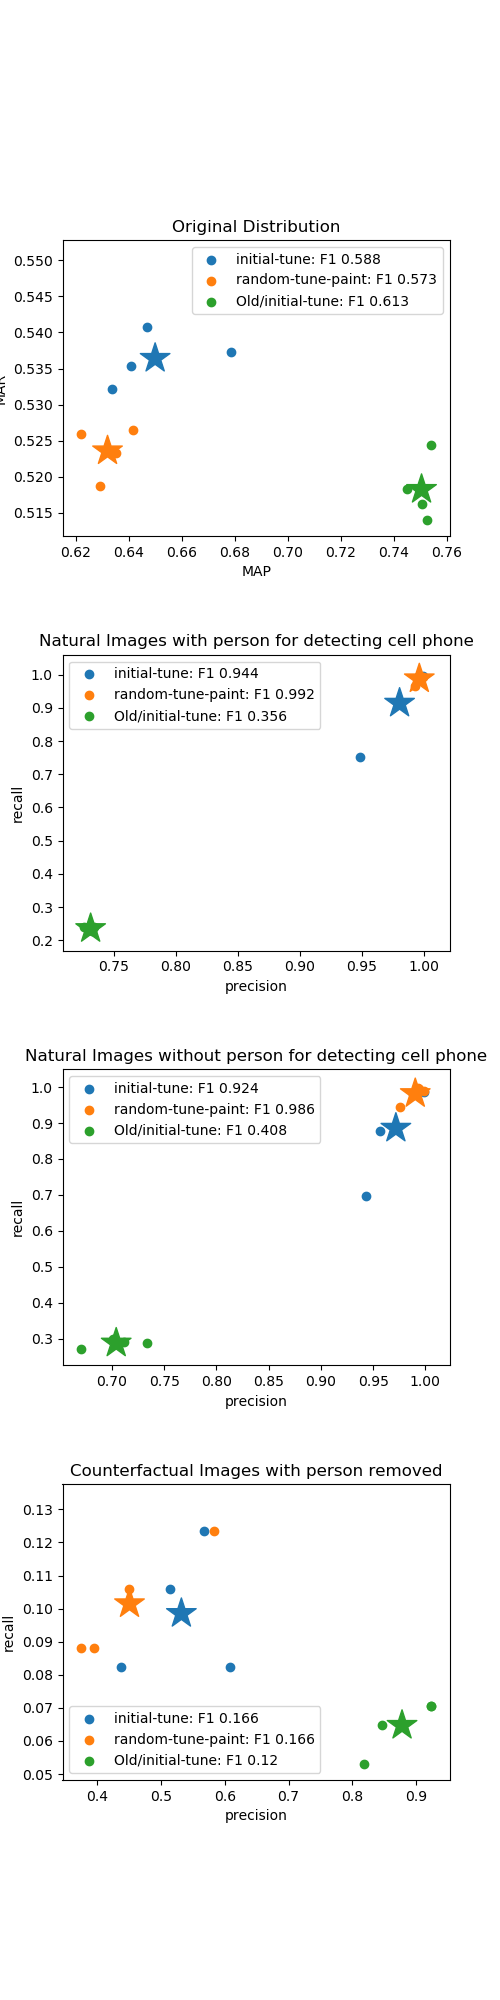 Original Distribution
0.550
0.545
0.540
0.535
0.530
0.525
0.520
0.515
initial-tune: F1 0.588
random-tune-paint: F1 0.573
Old/initial-tune: F1 0.613
0.62 0.64 0.66 0.68 0.70 0.72 0.74 0.76
MAP
Natural Images with person for detecting cell phone
recall
1.0
0.9
0.8
0.7
0.6
0.5
0.4
0.3
0.2
initial-tune: F1 0.944
random-tune-paint: F1 0.992
Old/initial-tune: F1 0.356
0.75 0.80 0.85 0.90 0.95 1.00
precision
Natural Images without person for detecting cell phone
recall
1.0
0.9
0.8
0.7
0.6
0.5
0.4
0.3
initial-tune: F1 0.924
random-tune-paint: F1 0.986
Old/initial-tune: F1 0.408
0.70 0.75 0.80 0.85 0.90 0.95 1.00
precision
Counterfactual Images with person removed
recall
0.13
0.12
0.11
0.10
0.09
0.08
0.07
0.06
0.05
initial-tune: F1 0.166
random-tune-paint: F1 0.166
Old/initial-tune: F1 0.12
0.4 0.5 0.6 0.7 0.8 0.9
precision